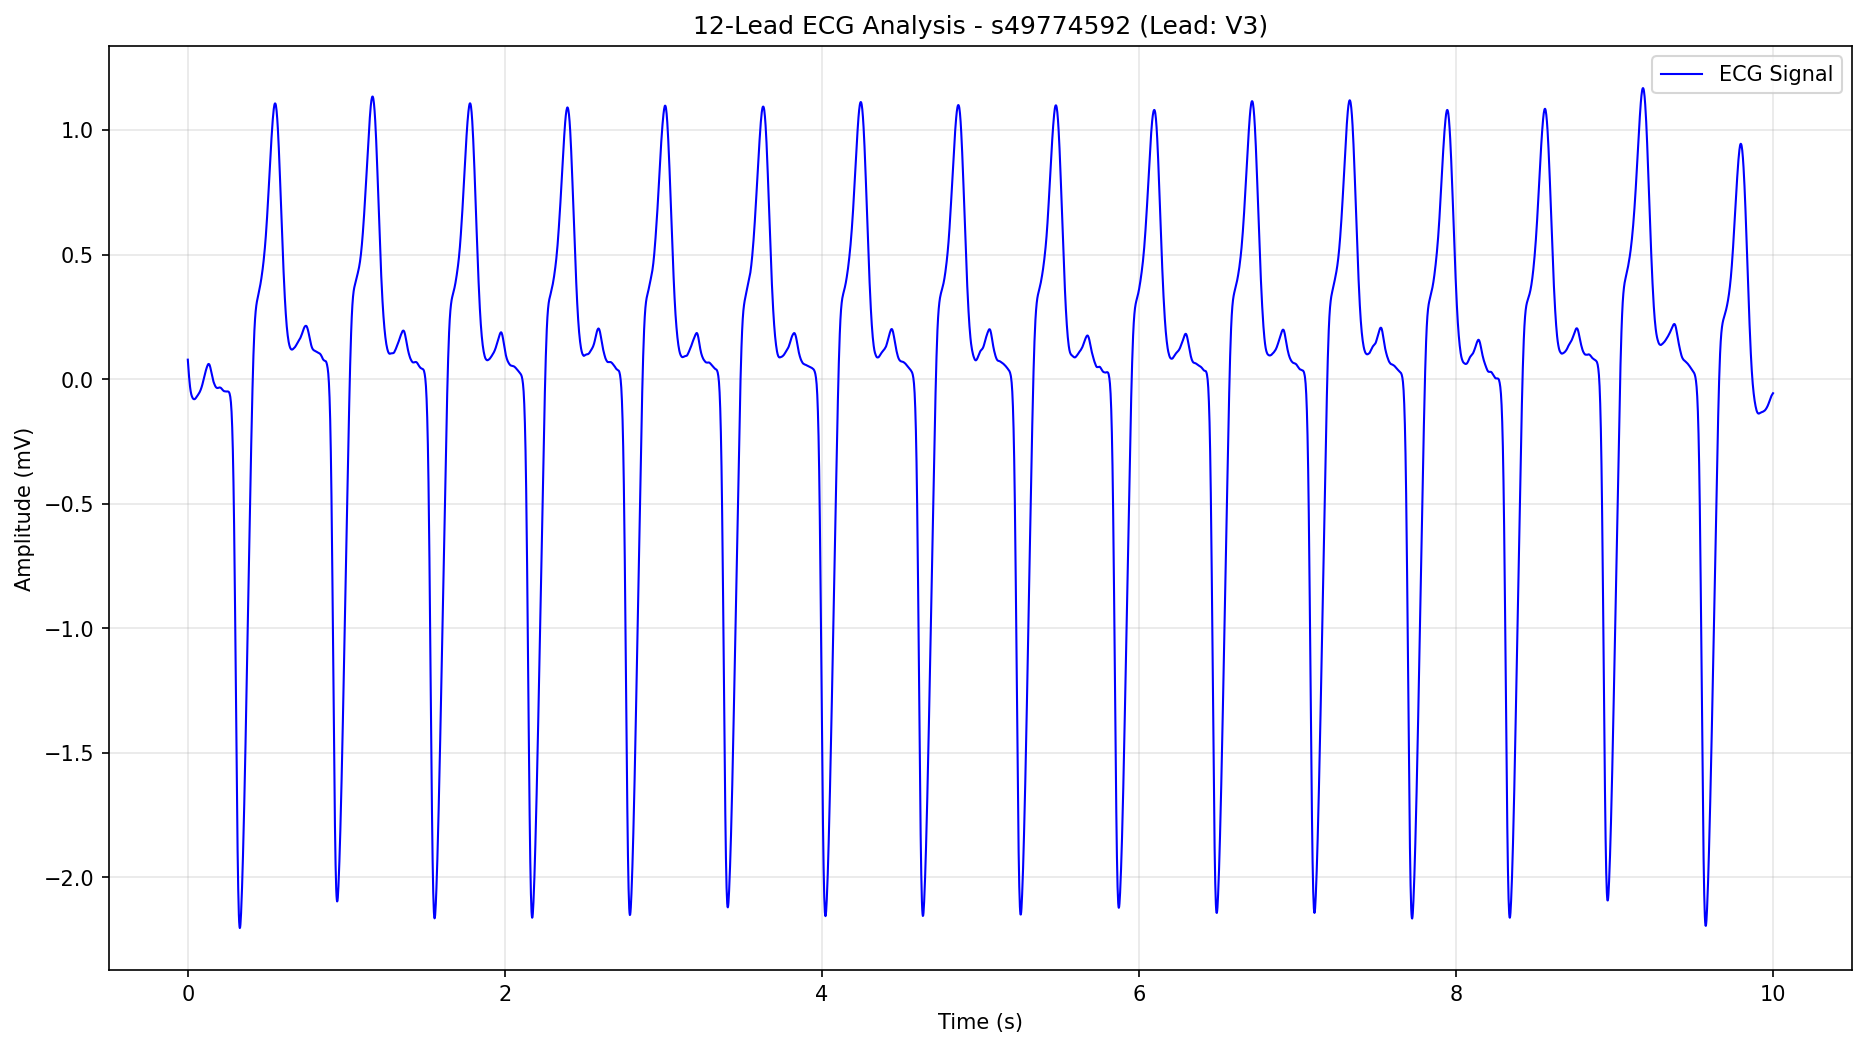 12-Lead ECG Analysis - s49774592 (Lead: V3)
ECG Signal
1.0
0.5
0.0
−0.5
−1.0
−1.5
−2.0
Amplitude (mV)
0 2 4 6 8 10
Time (s)